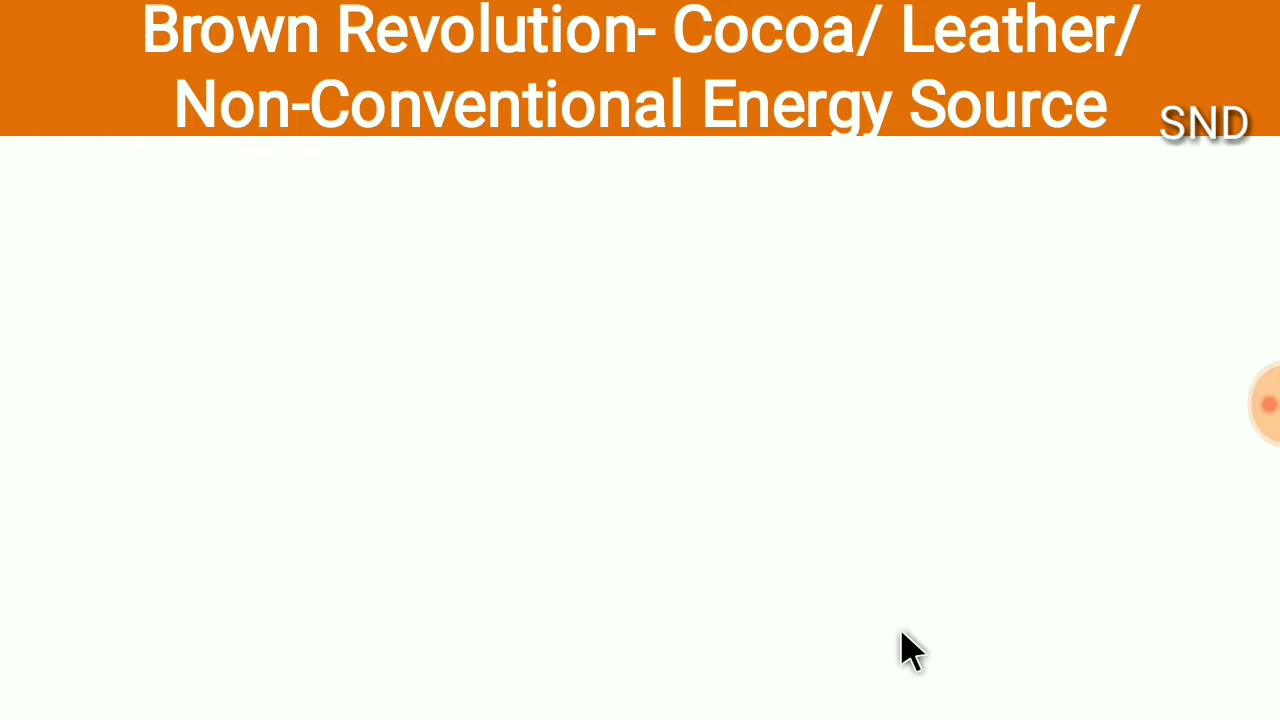 Brown Revolution- Cocoa/ Leather/
Non-Conventional Energy Source
SND